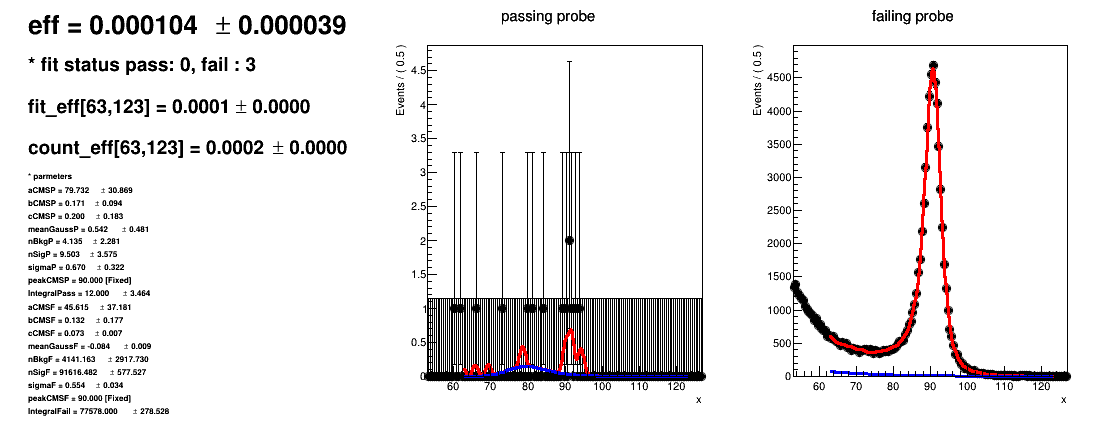 eff = 0.000104 ± 0.000039
* fit status pass: 0, fail : 3
fit_eff[63,123] = 0.0001 ± 0.0000
count_eff[63,123] = 0.0002 ± 0.0000
* parmeters
aCMSP = 79.732 ± 30.869
bCMSP = 0.171 ± 0.094
cCMSP = 0.200 ± 0.183
meanGaussP = 0.542 ± 0.481
nBkgP = 4.135 ± 2.281
nSigP = 9.503 ± 3.575
sigmaP = 0.670 ± 0.322
peakCMSP = 90.000 [Fixed]
IntegralPass = 12.000 ± 3.464
aCMSF = 45.615 ± 37.181
bCMSF = 0.132 ± 0.177
cCMSF = 0.073 ± 0.007
meanGaussF = -0.084 ± 0.009
nBkgF = 4141.163 ± 2917.730
nSigF = 91616.482 ± 577.527
sigmaF = 0.554 ± 0.034
peakCMSF = 90.000 [Fixed]
IntegralFail = 77578.000 ± 278.528
passing probe
Events / ( 0.5 )
4.5
4
3.5
3
2.5
2
1.5
1
0.5
0
60 70 80 90 100 110 120
x
failing probe
Events / ( 0.5 )
4500
4000
3500
3000
2500
2000
1500
1000
500
0
60 70 80 90 100 110 120
x